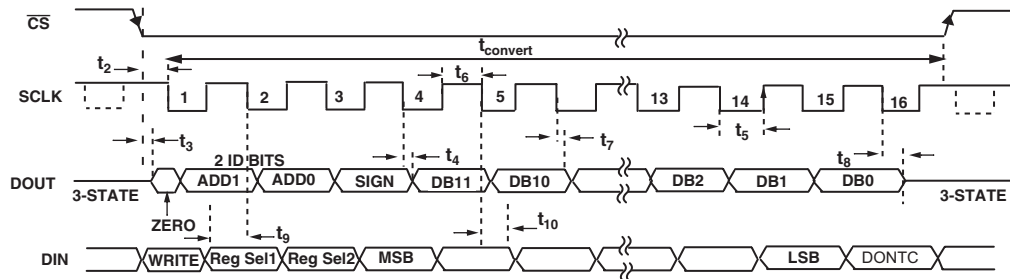 CS
tconvert
t2
t6
SCLK
1 2 3 4 5 13 14 15 16
t3
t5
t7
t4
t8
2 ID BITS
DOUT
ADD1 ADD0 SIGN DB11 DB10 DB2 DB1 DB0
3-STATE
3-STATE
ZERO
t9
t10
DIN
WRITE Reg Sel1 Reg Sel2 MSB LSB DONTC